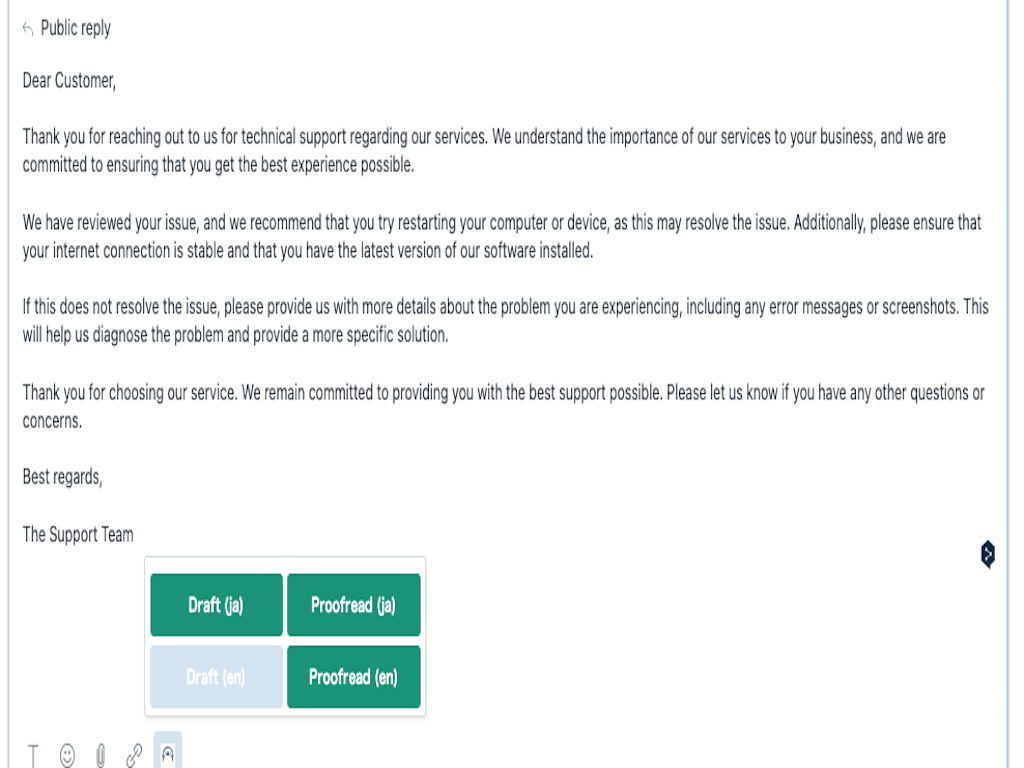 Public reply
Dear Customer,
Thank you for reaching out to us for technical support regarding our services. We understand the importance of our services to your business, and we are
committed to ensuring that you get the best experience possible.
We have reviewed your issue, and we recommend that you try restarting your computer or device, as this may resolve the issue. Additionally, please ensure that
your internet connection is stable and that you have the latest version of our software installed.
If this does not resolve the issue, please provide us with more details about the problem you are experiencing, including any error messages or screenshots. This
will help us diagnose the problem and provide a more specific solution.
Thank you for choosing our service. We remain committed to providing you with the best support possible. Please let us know if you have any other questions or
concerns.
Best regards,
The Support Team
Draft (ja) Proofread (ja)
Draft (en) Proofread (en)
T